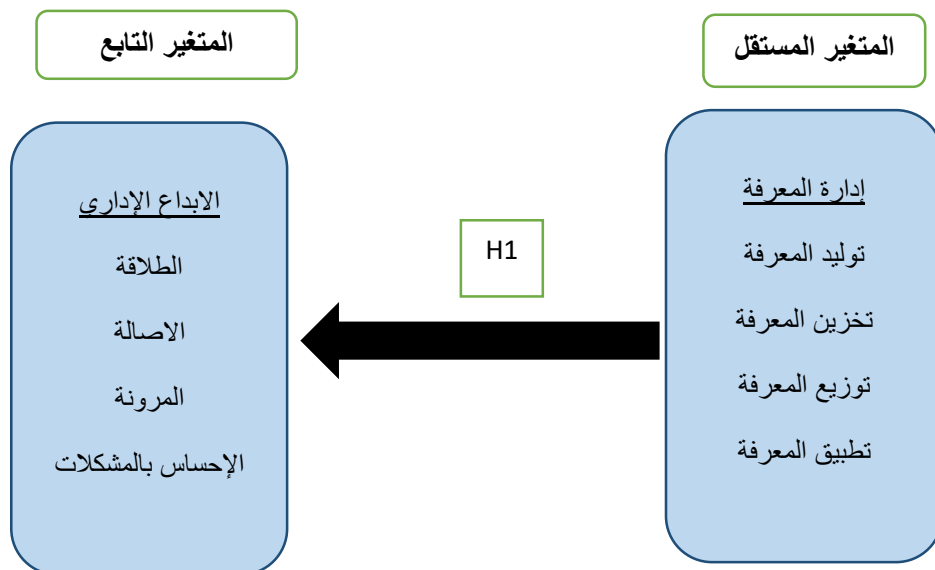 المتغير المستقل
المتغير التابع
إدارة المعرفة
توليد المعرفة
تخزين المعرفة
توزيع المعرفة
تطبيق المعرفة
H1
الابداع الإداري
الطلاقة
الاصالة
المرونة
الإحساس بالمشكلات